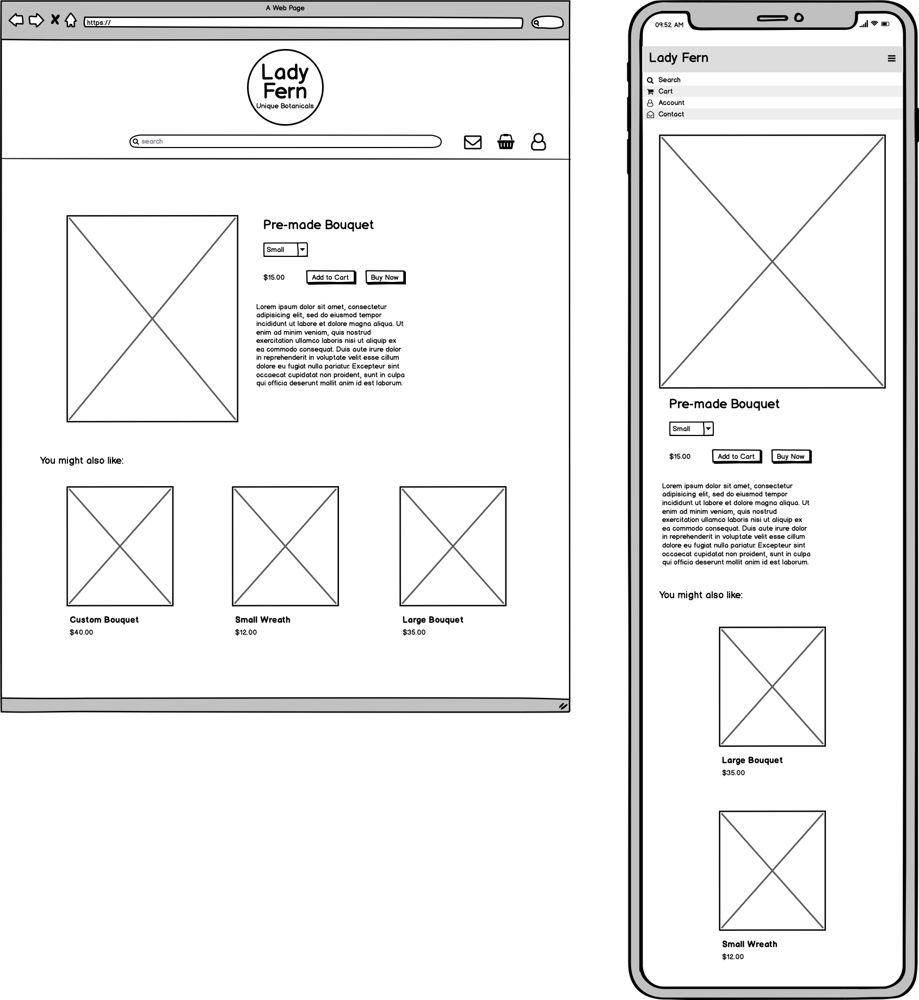 A Web Page
https://
Lady
Fern
Unique Botanicals
search
Pre-made Bouquet
Small
$15.00 Add to Cart Buy Now
Lorem ipsum dolor sit amet, consectetur
adipisicing elit, sed do eiusmod tempor
incididunt ut labore et dolore magna aliqua. Ut
enim ad minim veniam, quis nostrud
exercitation ullamco laboris nisi ut aliquip ex
ea commodo consequat. Duis aute irure dolor
in reprehenderit in voluptate velit esse cillum
dolore eu fugiat nulla pariatur. Excepteur sint
occaecat cupidatat non proident, sunt in culpa
qui officia deserunt mollit anim id est laborum.
You might also like:
Custom Bouquet
$40.00
Small Wreath
$12.00
Large Bouquet
$35.00
09:52 AM
Lady Fern
Search
Cart
Account
Contact
Pre-made Bouquet
Small
$15.00 Add to Cart Buy Now
Lorem ipsum dolor sit amet, consectetur
adipisicing elit, sed do eiusmod tempor
incididunt ut labore et dolore magna aliqua. Ut
enim ad minim veniam, quis nostrud
exercitation ullamco laboris nisi ut aliquip ex
ea commodo consequat. Duis aute irure dolor
in reprehenderit in voluptate velit esse cillum
dolore eu fugiat nulla pariatur. Excepteur sint
occaecat cupidatat non proident, sunt in culpa
qui officia deserunt mollit anim id est laborum.
You might also like:
Large Bouquet
$35.00
Small Wreath
$12.00